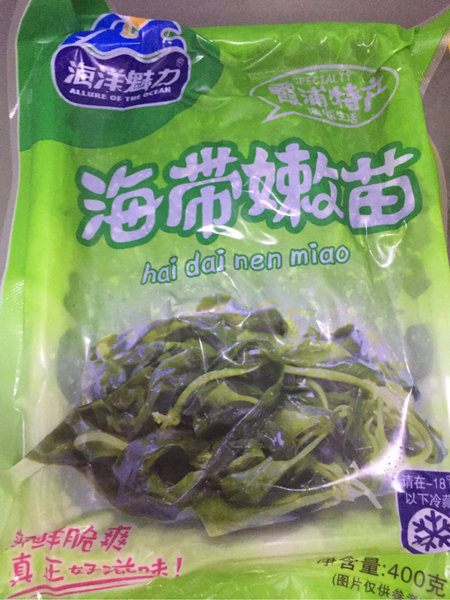 海洋魅力
®
ALLURE OF THE OCEAN
SPECIALTY
霞浦特产
海带嫩苗
hai dai nen miao
请在-18℃
以下冷藏
新鲜脆爽
真正好滋味！
净含量:400克
(图片仅供参考